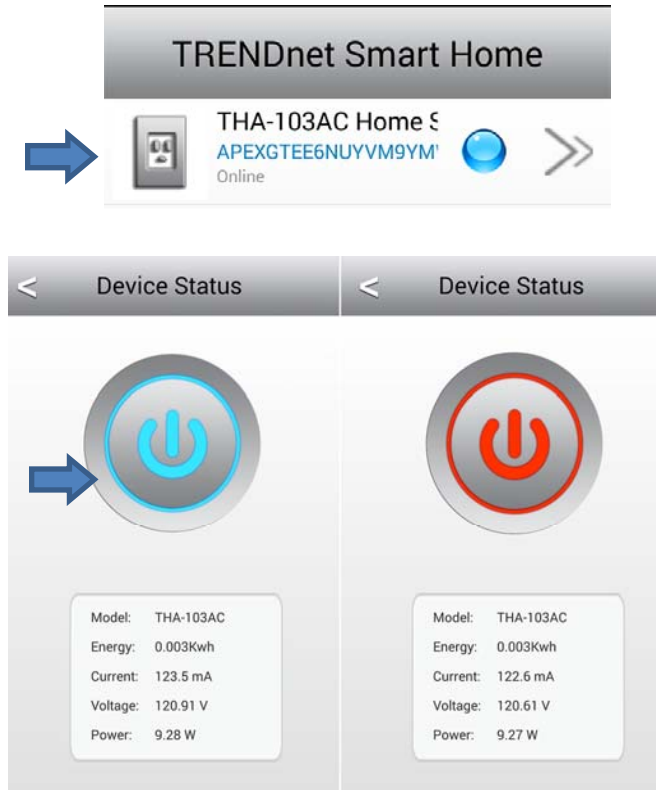 TRENDnet Smart Home
THA-103AC Home S
APEXGTEE6NUYVM9YM
Online
< Device Status
Model: THA-103AC
Energy: 0.003Kwh
Current: 123.5 mA
Voltage: 120.91 V
Power: 9.28 W
< Device Status
Model: THA-103AC
Energy: 0.003Kwh
Current: 122.6 mA
Voltage: 120.61 V
Power: 9.27 W